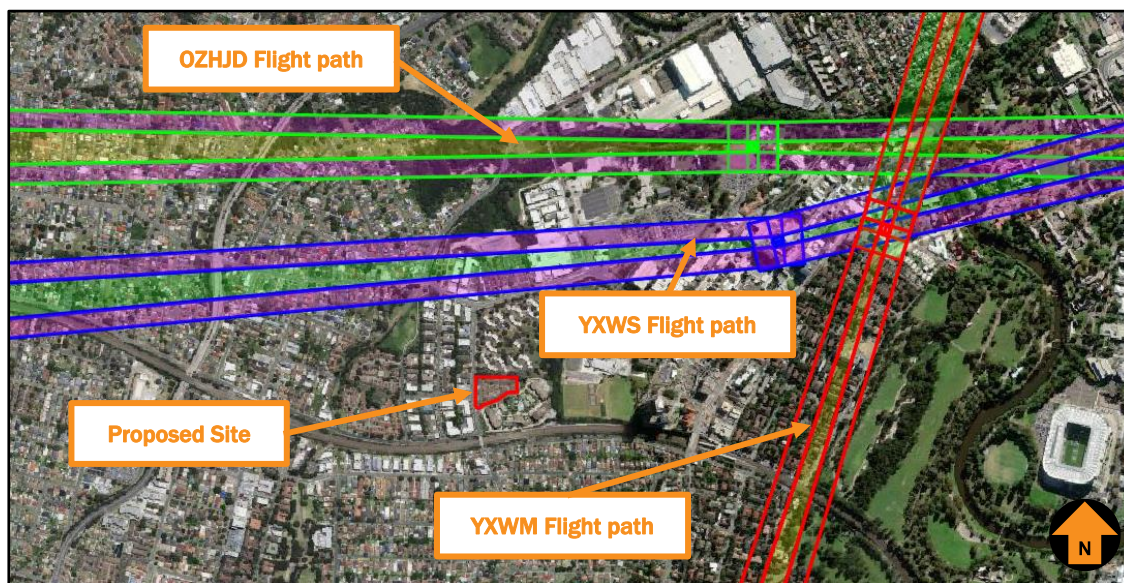 OZHJD Flight path
YXWS Flight path
Proposed Site
YXWM Flight path
N